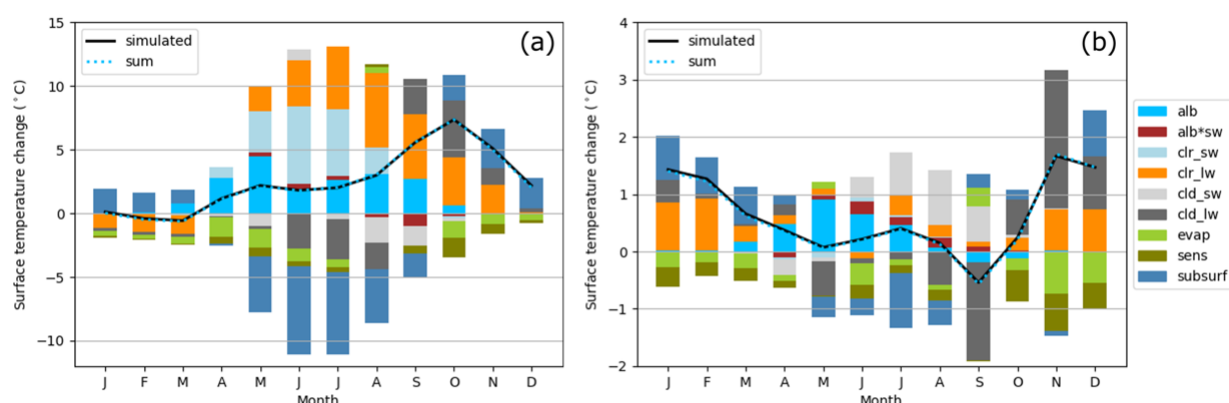 (a)
simulated
sum
Surface temperature change (°C)
15
10
5
0
−5
−10
J F M A M J J A S O N D
Month
(b)
simulated
sum
Surface temperature change (°C)
4
3
2
1
0
−1
−2
J F M A M J J A S O N D
Month
alb
alb*sw
clr_sw
clr_lw
cld_sw
cld_lw
evap
sens
subsurf